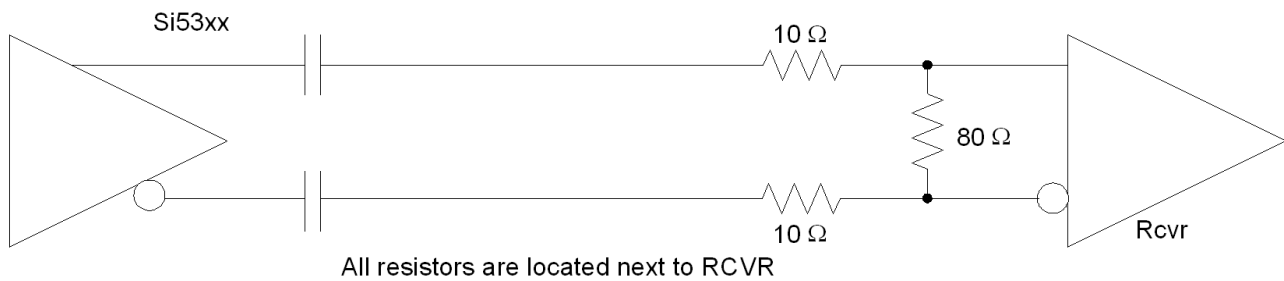 Si53xx
10 Ω
80 Ω
10 Ω
Rcvr
All resistors are located next to RCVR